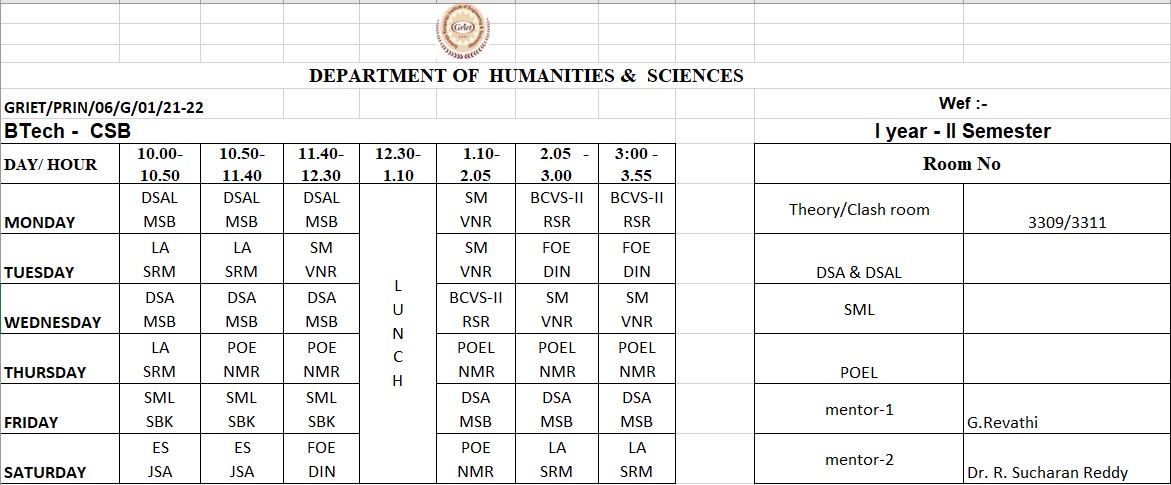 Griet
DEPARTMENT OF HUMANITIES & SCIENCES
GRIET/PRIN/06/G/01/21-22 Wef :-
BTech - CSB I year - II Semester
DAY/ HOUR 10.00-10.50 10.50-11.40 11.40-12.30 12.30-1.10 1.10-2.05 2.05 -3.00 3:00 -3.55 Room No
DSAL DSAL DSAL SM BCVS-II BCVS-II Theory/Clash room
MONDAY MSB MSB MSB VNR RSR RSR 3309/3311
LA LA SM SM FOE FOE
TUESDAY SRM SRM VNR VNR DIN DIN DSA & DSAL
LUNCH
DSA DSA DSA BCVS-II SM SM SML
WEDNESDAY MSB MSB MSB RSR VNR VNR
LA POE POE POEL POEL POEL
THURSDAY SRM NMR NMR NMR NMR NMR POEL
SML SML SML DSA DSA DSA mentor-1
FRIDAY SBK SBK SBK MSB MSB MSB G.Revathi
ES ES FOE POE LA LA mentor-2
SATURDAY JSA JSA DIN NMR SRM SRM Dr. R. Sucharan Reddy